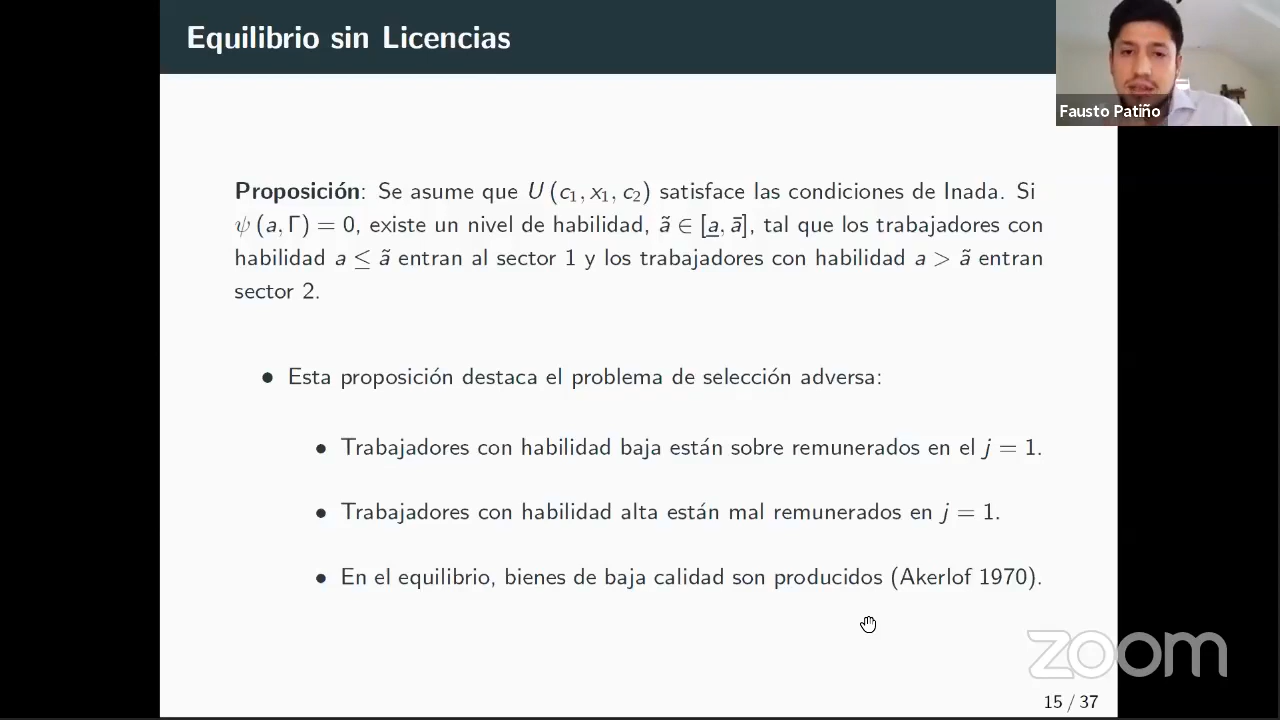 Equilibrio sin Licencias
Fausto Patiño
Proposición: Se asume que U (c₁, x₁, c₂) satisface las condiciones de Inada. Si
ψ (a, Γ) = 0, existe un nivel de habilidad, ã ∈ [a̲, ā], tal que los trabajadores con
habilidad a ≤ ã entran al sector 1 y los trabajadores con habilidad a > ã entran
sector 2.
• Esta proposición destaca el problema de selección adversa:
• Trabajadores con habilidad baja están sobre remunerados en el j = 1.
• Trabajadores con habilidad alta están mal remunerados en j = 1.
• En el equilibrio, bienes de baja calidad son producidos (Akerlof 1970).
zoom
15 / 37